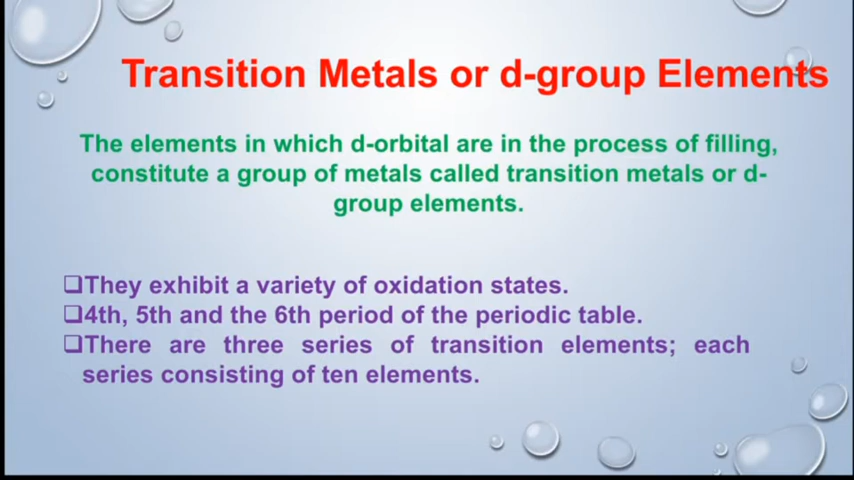 Transition Metals or d-group Elements
The elements in which d-orbital are in the process of filling,
constitute a group of metals called transition metals or d-
group elements.
❑They exhibit a variety of oxidation states.
❑4th, 5th and the 6th period of the periodic table.
❑There are three series of transition elements; each
series consisting of ten elements.